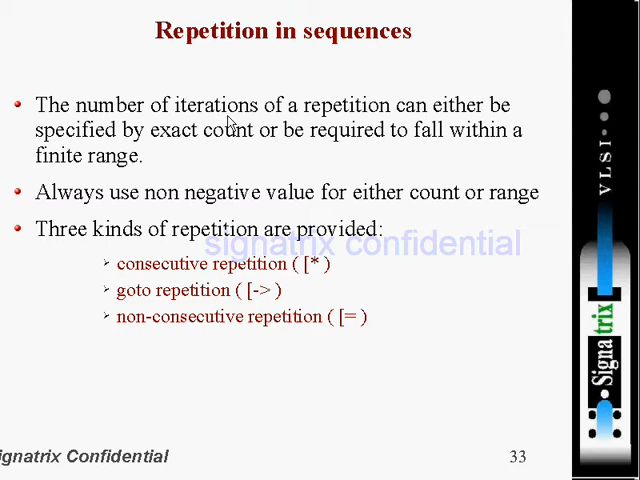 Repetition in sequences
The number of iterations of a repetition can either be
specified by exact count or be required to fall within a
finite range.
Always use non negative value for either count or range
Three kinds of repetition are provided:
signatrix confidential
consecutive repetition ( [* )
goto repetition ( [-> )
non-consecutive repetition ( [= )
VLSI
Signatrix
ignatrix Confidential
33